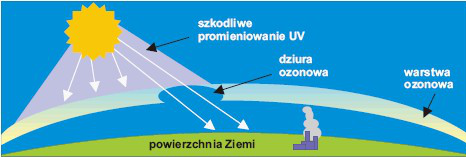 szkodliwe
promieniowanie UV
dziura
ozonowa
warstwa
ozonowa
powierzchnia Ziemi